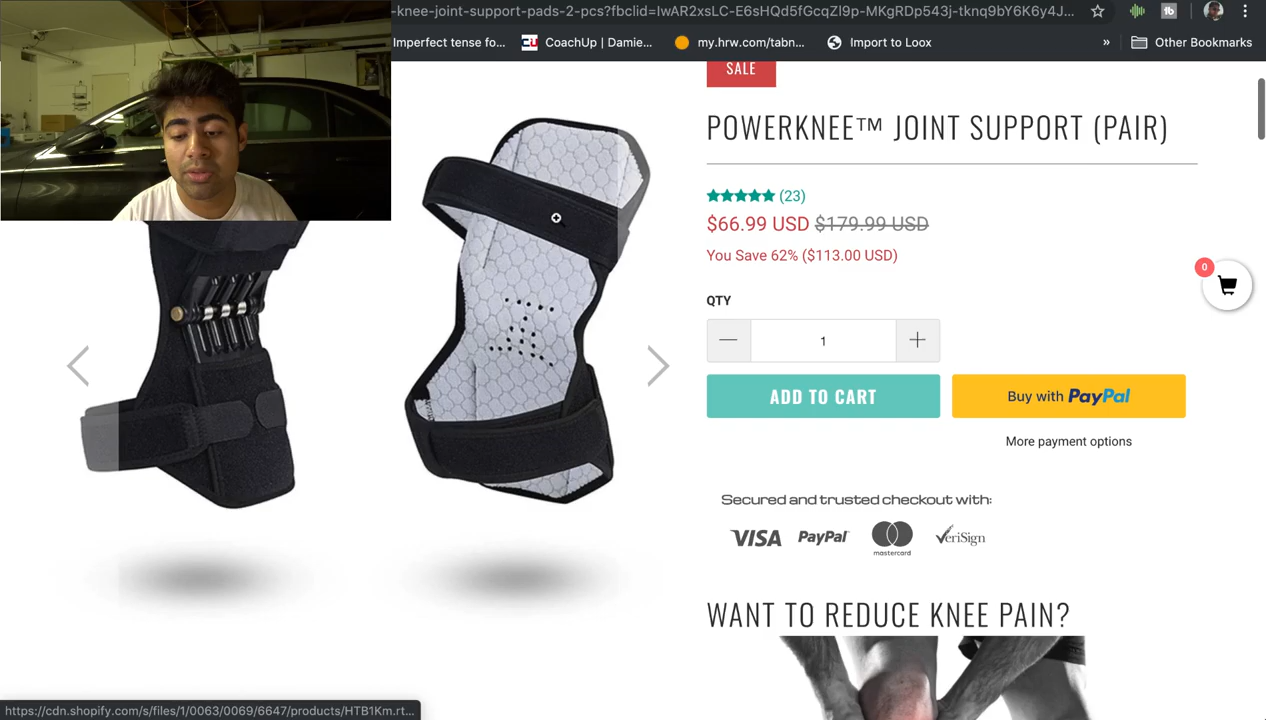 -knee-joint-support-pads-2-pcs?fbclid=IwAR2xsLC-E6sHQd5fGcqZI9p-MKgRDp543j-tknq9bY6K6y4J...
Imperfect tense fo...
CU CoachUp | Damie...
my.hrw.com/tabn...
Import to Loox
»
Other Bookmarks
SALE
POWERKNEE™ JOINT SUPPORT (PAIR)
(23)
$66.99 USD $179.99 USD
You Save 62% ($113.00 USD)
0
QTY
— 1 +
ADD TO CART
Buy with PayPal
More payment options
Secured and trusted checkout with:
VISA PayPal mastercard VeriSign
WANT TO REDUCE KNEE PAIN?
https://cdn.shopify.com/s/files/1/0063/0069/6647/products/HTB1Km.rt...